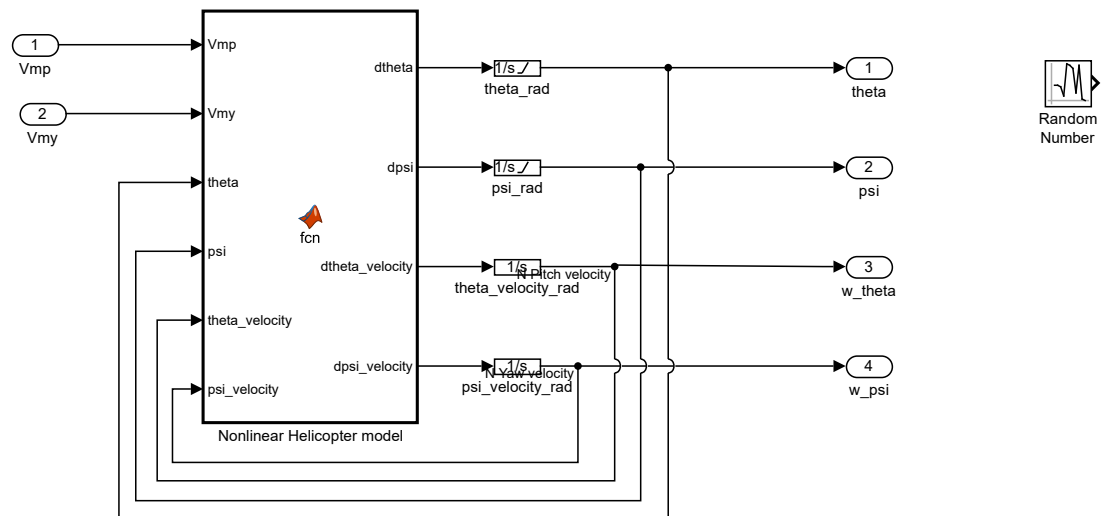 1
Vmp
2
Vmy
Vmp
Vmy
theta
psi
theta_velocity
psi_velocity
fcn
dtheta
dpsi
dtheta_velocity
dpsi_velocity
Nonlinear Helicopter model
1/s
theta_rad
1/s
psi_rad
1/s
N Pitch velocity
theta_velocity_rad
1/s
N Yaw velocity
psi_velocity_rad
1
theta
2
psi
3
w_theta
4
w_psi
Random
Number